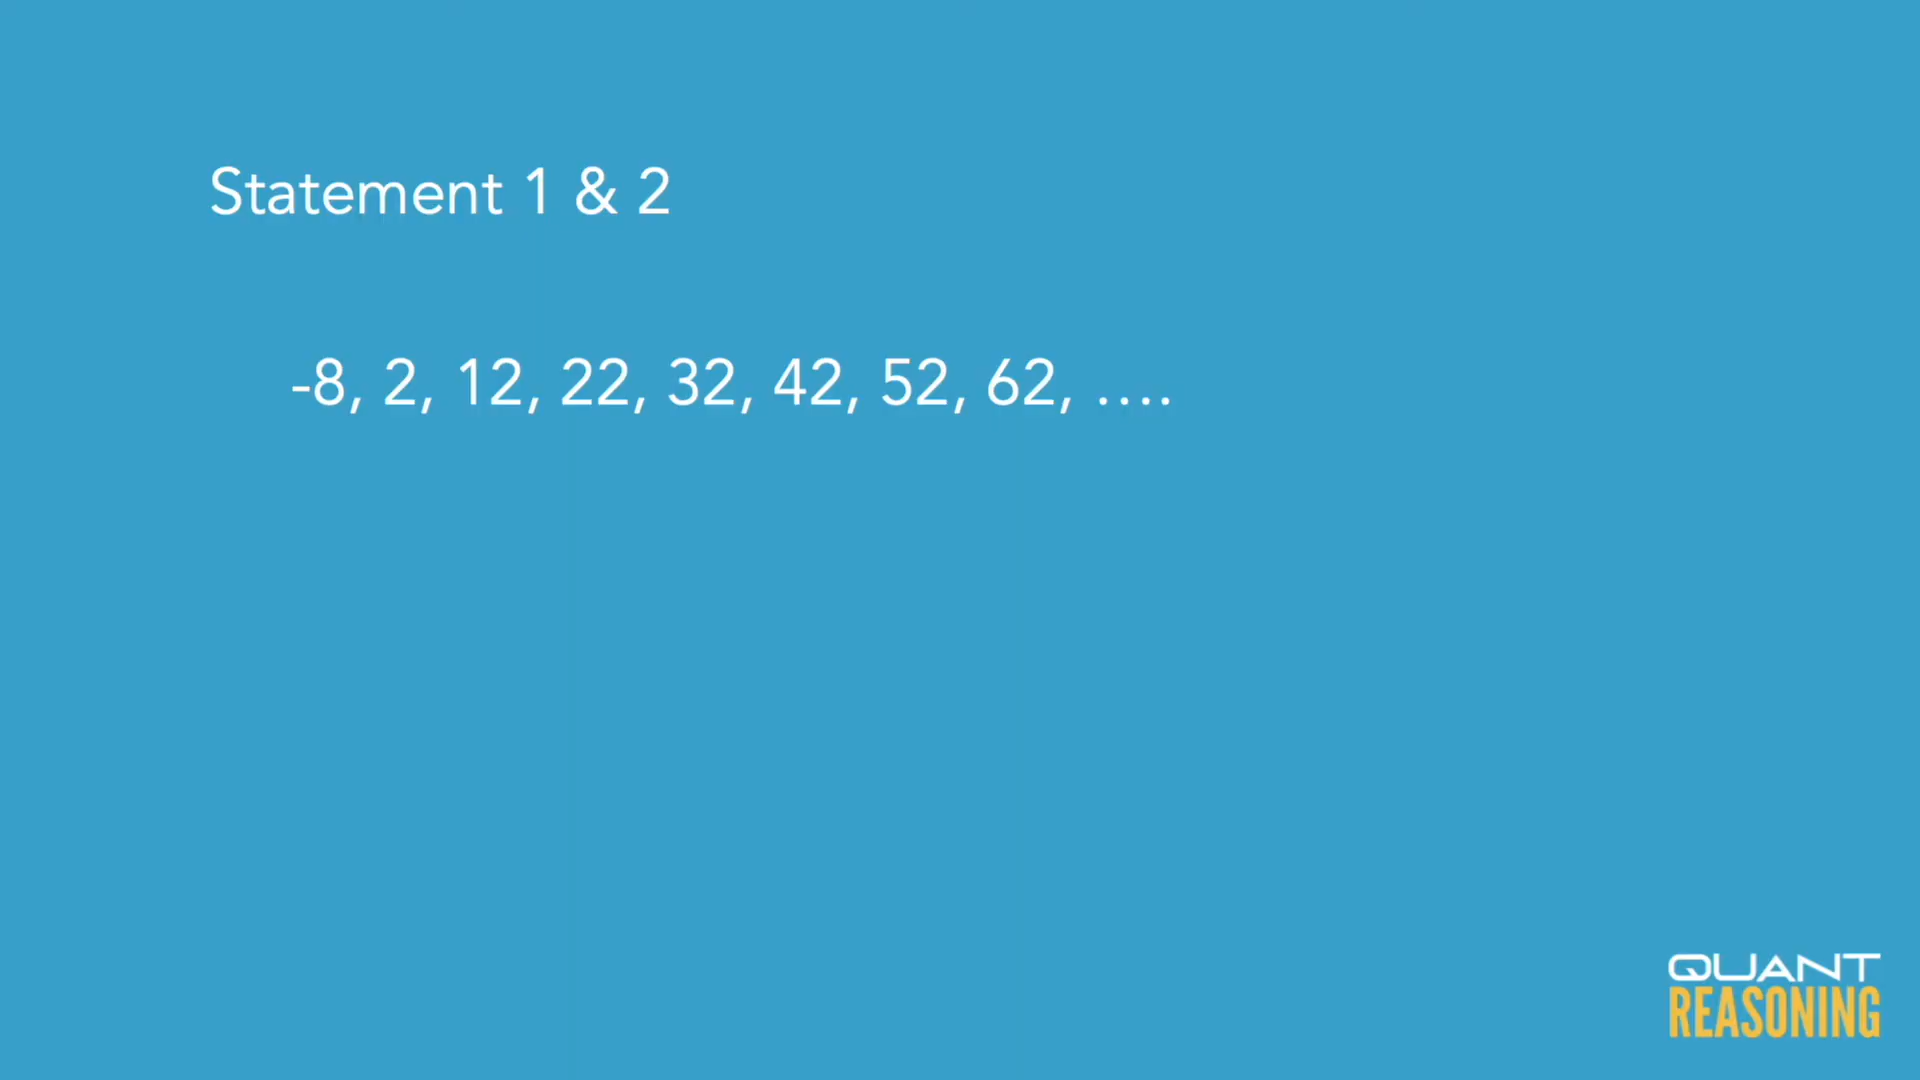 Statement 1 & 2
-8, 2, 12, 22, 32, 42, 52, 62, ....
QUANT
REASONING